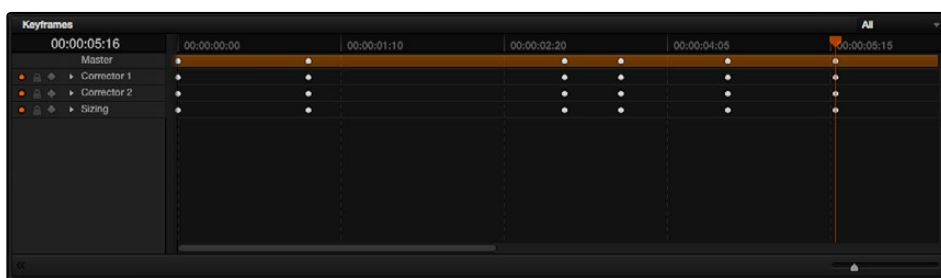 Keyframes
All
00:00:05:16
00:00:00:00
00:00:01:10
00:00:02:20
00:00:04:05
00:00:05:15
Master
Corrector 1
Corrector 2
Sizing